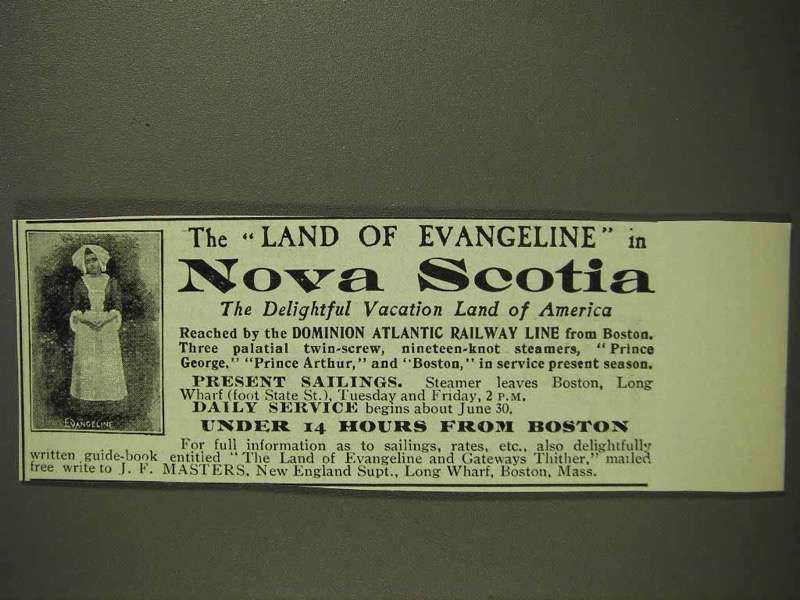 The "LAND OF EVANGELINE" in
Nova Scotia
The Delightful Vacation Land of America
Reached by the DOMINION ATLANTIC RAILWAY LINE from Boston.
Three palatial twin-screw, nineteen-knot steamers, "Prince
George," "Prince Arthur," and "Boston," in service present season.
PRESENT SAILINGS. Steamer leaves Boston, Long
Wharf (foot State St.), Tuesday and Friday, 2 P.M.
DAILY SERVICE begins about June 30.
UNDER 14 HOURS FROM BOSTON
EVANGELINE
For full information as to sailings, rates, etc., also delightfully
written guide-book entitled "The Land of Evangeline and Gateways Thither," mailed
free write to J. F. MASTERS, New England Supt., Long Wharf, Boston, Mass.